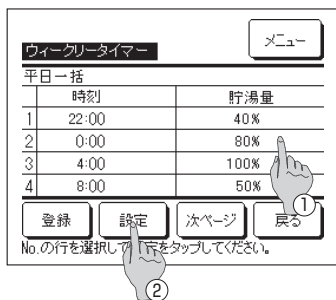 メニュー
ウィークリータイマー
平日一括
時刻 貯湯量
1 22:00 40%
2 0:00 80%
3 4:00 100%
4 8:00 50%
登録 設定 次ページ 戻る
No.の行を選択して 定をタップしてください。
①
②